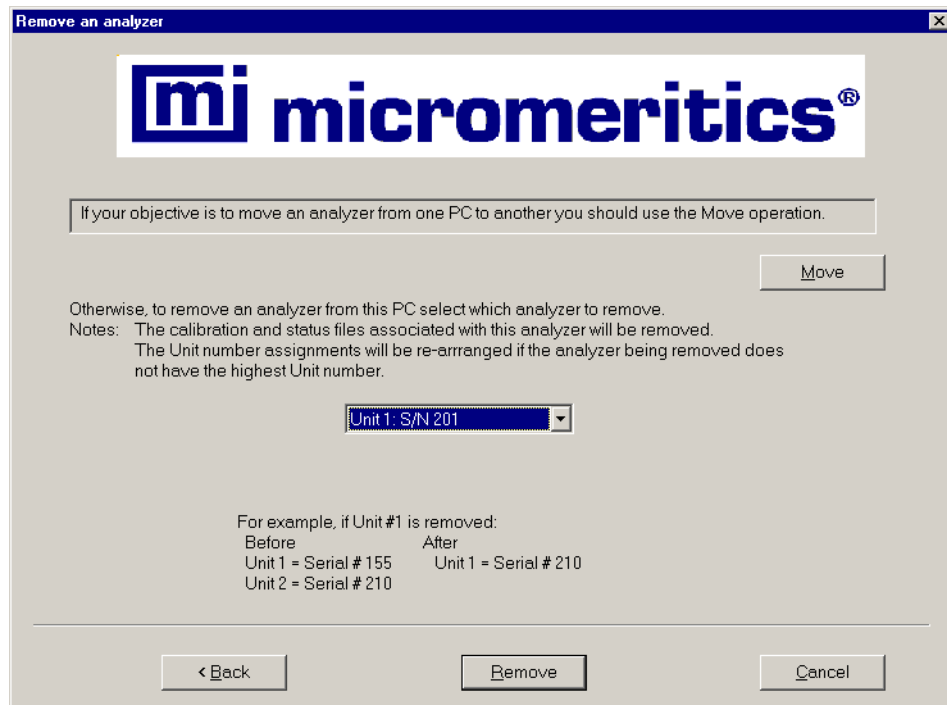 Remove an analyzer
mi micromeritics®
If your objective is to move an analyzer from one PC to another you should use the Move operation.
Move
Otherwise, to remove an analyzer from this PC select which analyzer to remove.
Notes: The calibration and status files associated with this analyzer will be removed.
The Unit number assignments will be re-arrranged if the analyzer being removed does
not have the highest Unit number.
Unit 1: S/N 201
For example, if Unit #1 is removed:
Before After
Unit 1 = Serial # 155 Unit 1 = Serial # 210
Unit 2 = Serial # 210
< Back Remove Cancel